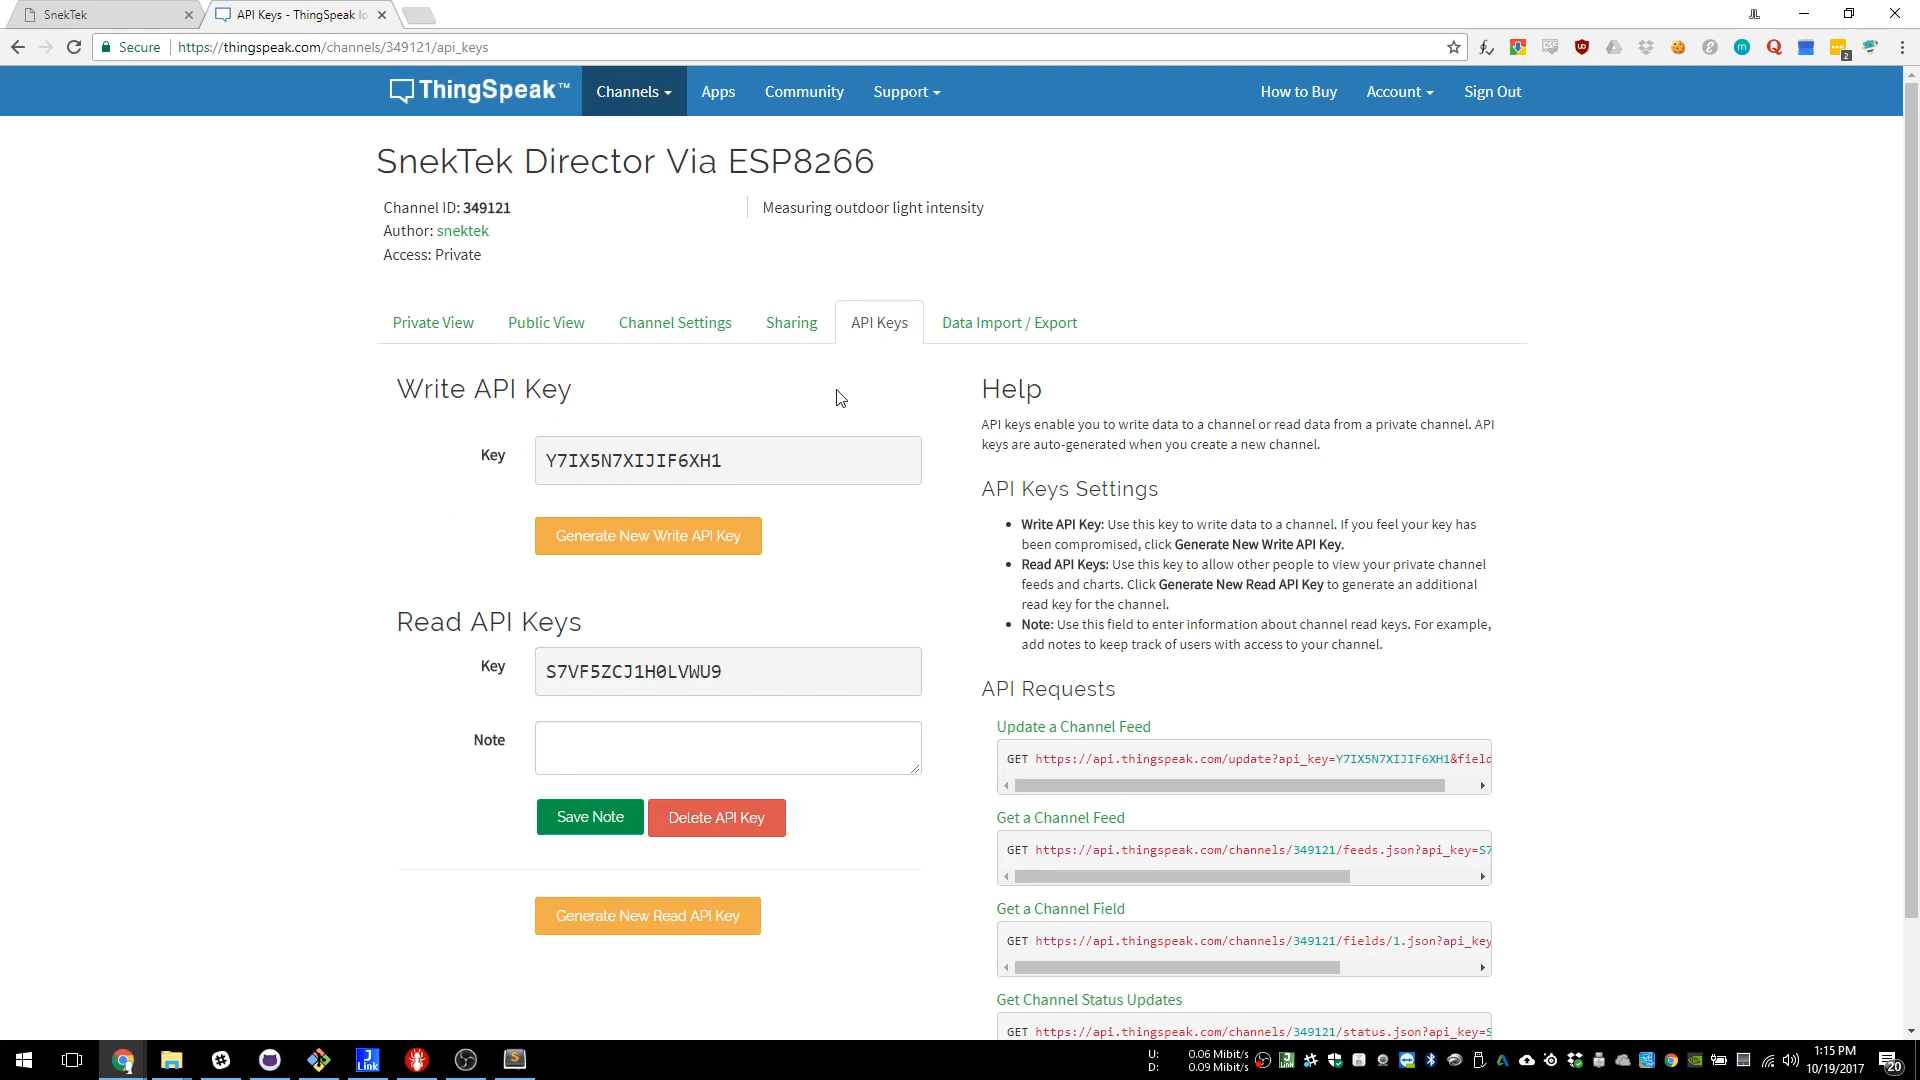 SnekTek
API Keys - ThingSpeak Io
JL
Secure
https://thingspeak.com/channels/349121/api_keys
ThingSpeak™
Channels
Apps
Community
Support
How to Buy
Account
Sign Out
SnekTek Director Via ESP8266
Channel ID: 349121
Measuring outdoor light intensity
Author: snektek
Access: Private
Private View
Public View
Channel Settings
Sharing
API Keys
Data Import / Export
Write API Key
Key
Y7IX5N7XIJIF6XH1
Generate New Write API Key
Read API Keys
Key
S7VF5ZCJ1H0LVWU9
Note
Save Note
Delete API Key
Generate New Read API Key
Help
API keys enable you to write data to a channel or read data from a private channel. API
keys are auto-generated when you create a new channel.
API Keys Settings
• Write API Key: Use this key to write data to a channel. If you feel your key has
been compromised, click Generate New Write API Key.
• Read API Keys: Use this key to allow other people to view your private channel
feeds and charts. Click Generate New Read API Key to generate an additional
read key for the channel.
• Note: Use this field to enter information about channel read keys. For example,
add notes to keep track of users with access to your channel.
API Requests
Update a Channel Feed
GET https://api.thingspeak.com/update?api_key=Y7IX5N7XIJIF6XH1&field
Get a Channel Feed
GET https://api.thingspeak.com/channels/349121/feeds.json?api_key=S7
Get a Channel Field
GET https://api.thingspeak.com/channels/349121/fields/1.json?api_key
Get Channel Status Updates
GET https://api.thingspeak.com/channels/349121/status.json?api_key=S
J
Link
S
U: 0.06 Mibit/s
D: 0.09 Mibit/s
1:15 PM
10/19/2017
20